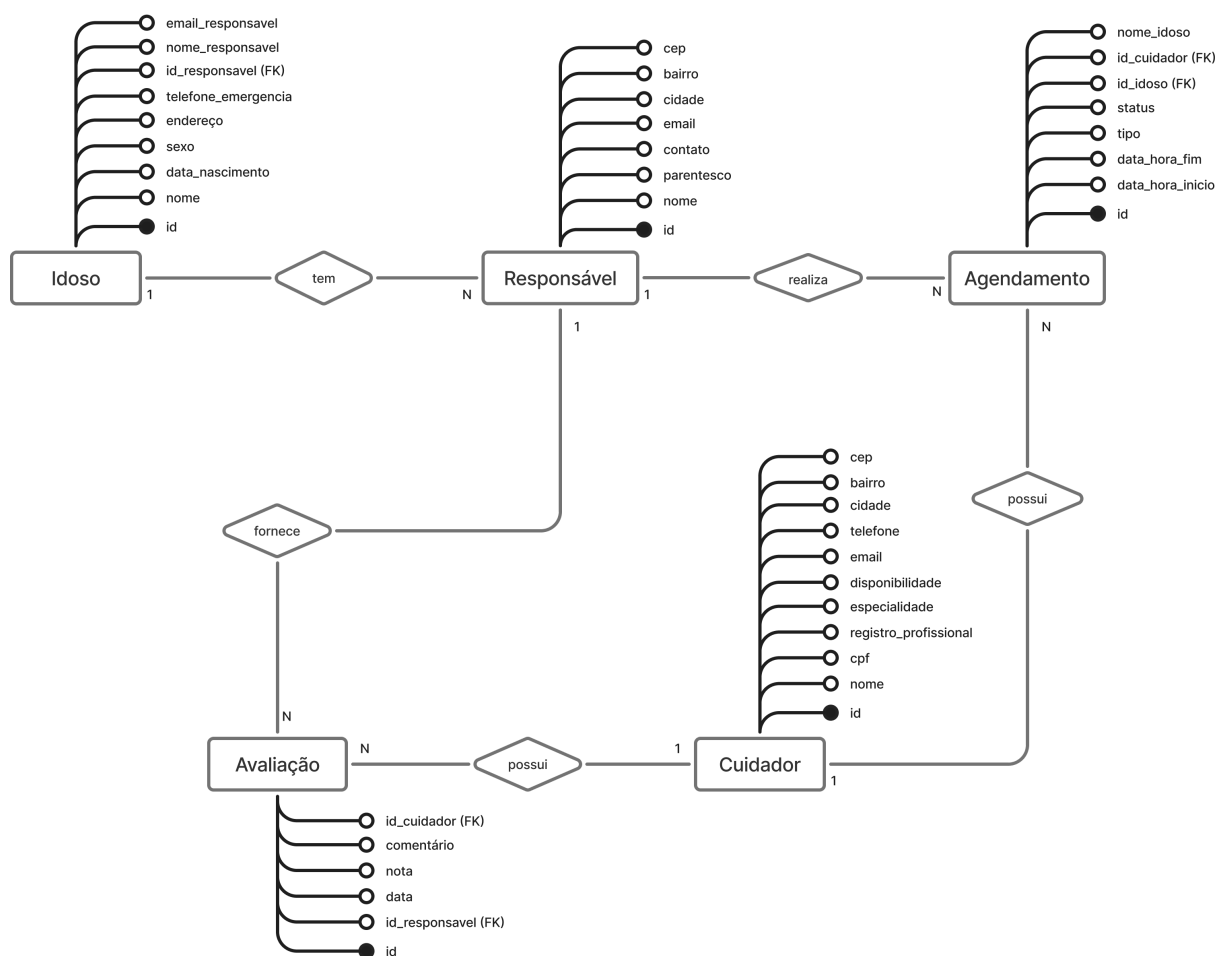 email_responsavel
nome_responsavel
id_responsavel (FK)
telefone_emergencia
endereço
sexo
data_nascimento
nome
id
Idoso
1
tem
N
cep
bairro
cidade
email
contato
parentesco
nome
id
Responsável
1
1
realiza
N
nome_idoso
id_cuidador (FK)
id_idoso (FK)
status
tipo
data_hora_fim
data_hora_inicio
id
Agendamento
N
possui
fornece
N
cep
bairro
cidade
telefone
email
disponibilidade
especialidade
registro_profissional
cpf
nome
id
Avaliação
N
possui
1
Cuidador
1
id_cuidador (FK)
comentário
nota
data
id_responsavel (FK)
id